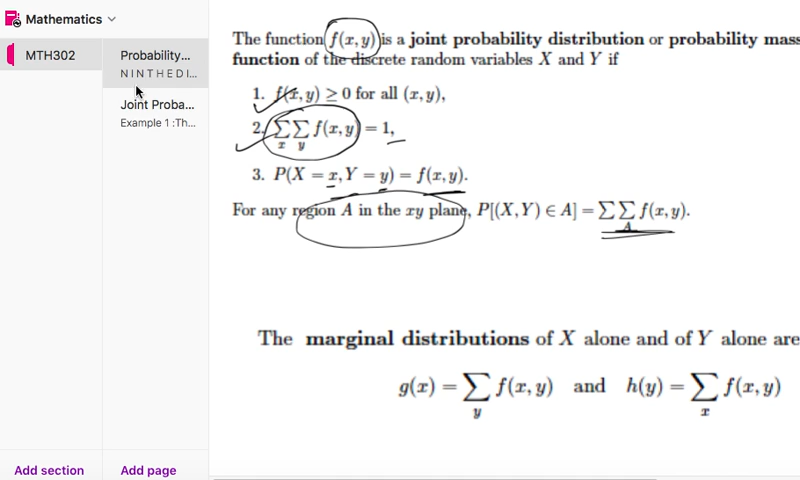 Mathematics
MTH302
Probability...
N I N T H E D I...
Joint Proba...
Example 1 :Th...
Add section
Add page
The function f(x, y) is a joint probability distribution or probability mass
function of the discrete random variables X and Y if
1. f(x, y) ≥ 0 for all (x, y),
2. ∑∑ f(x, y) = 1,
x y
3. P(X = x, Y = y) = f(x, y).
For any region A in the xy plane, P[(X, Y) ∈ A] = ∑∑ f(x, y).
A
The marginal distributions of X alone and of Y alone are
g(x) = ∑ f(x, y) and h(y) = ∑ f(x, y)
y x